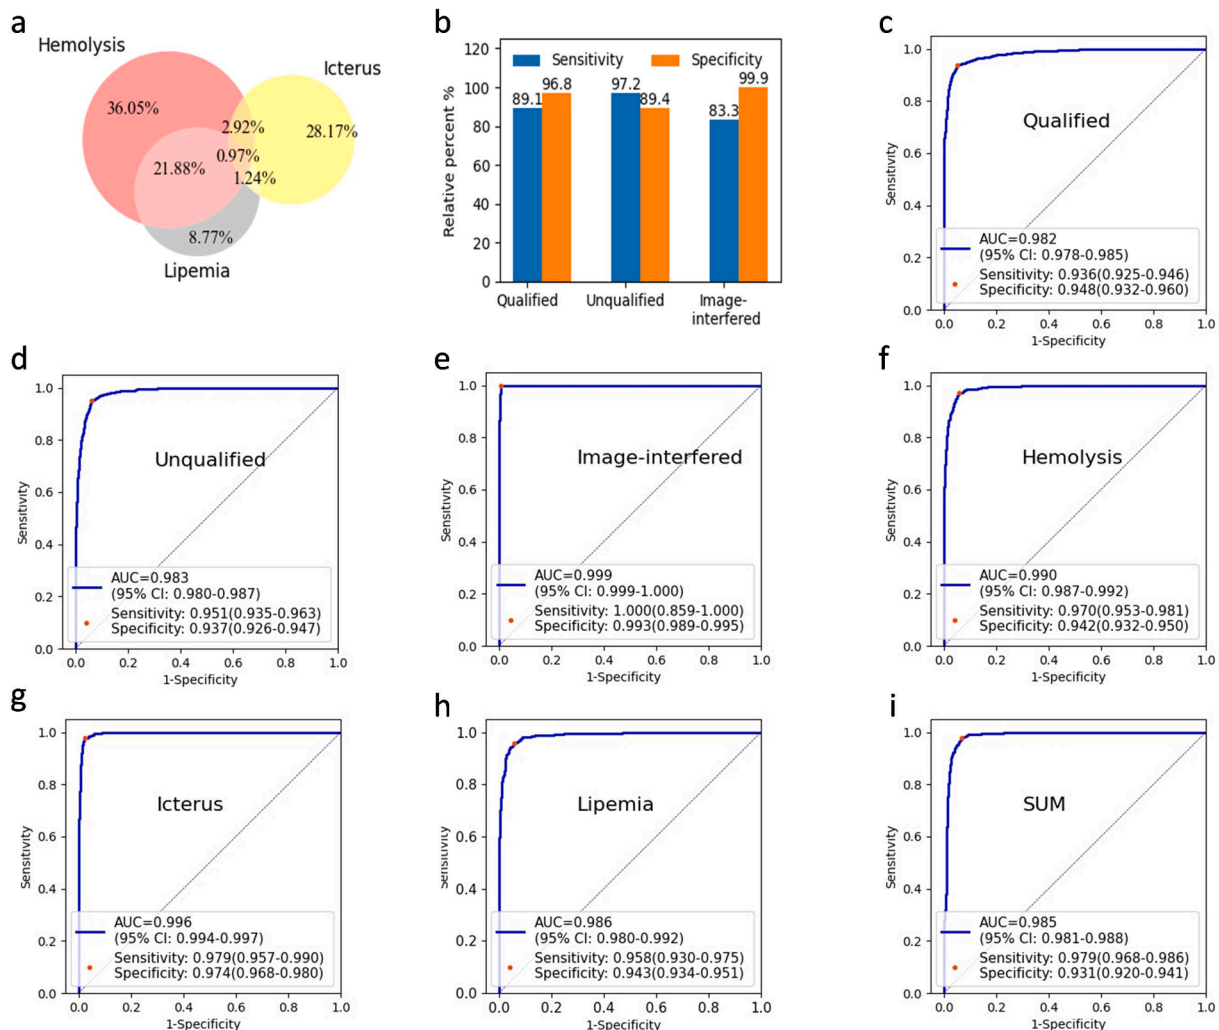 a
Hemolysis
Icterus
36.05%
2.92%
28.17%
0.97%
21.88%
1.24%
8.77%
Lipemia
b
120
100
80
60
40
20
0
Relative percent %
Sensitivity
Specificity
89.1
96.8
97.2
89.4
83.3
99.9
Qualified
Unqualified
Image-
interfered
c
1.0
0.8
0.6
0.4
0.2
0.0
Sensitivity
Qualified
AUC=0.982
(95% CI: 0.978-0.985)
Sensitivity: 0.936(0.925-0.946)
Specificity: 0.948(0.932-0.960)
0.0 0.2 0.4 0.6 0.8 1.0
1-Specificity
d
1.0
0.8
0.6
0.4
0.2
0.0
Sensitivity
Unqualified
AUC=0.983
(95% CI: 0.980-0.987)
Sensitivity: 0.951(0.935-0.963)
Specificity: 0.937(0.926-0.947)
0.0 0.2 0.4 0.6 0.8 1.0
1-Specificity
e
1.0
0.8
0.6
0.4
0.2
0.0
Sensitivity
Image-interfered
AUC=0.999
(95% CI: 0.999-1.000)
Sensitivity: 1.000(0.859-1.000)
Specificity: 0.993(0.989-0.995)
0.0 0.2 0.4 0.6 0.8 1.0
1-Specificity
f
1.0
0.8
0.6
0.4
0.2
0.0
Sensitivity
Hemolysis
AUC=0.990
(95% CI: 0.987-0.992)
Sensitivity: 0.970(0.953-0.981)
Specificity: 0.942(0.932-0.950)
0.0 0.2 0.4 0.6 0.8 1.0
1-Specificity
g
1.0
0.8
0.6
0.4
0.2
0.0
Sensitivity
Icterus
AUC=0.996
(95% CI: 0.994-0.997)
Sensitivity: 0.979(0.957-0.990)
Specificity: 0.974(0.968-0.980)
0.0 0.2 0.4 0.6 0.8 1.0
1-Specificity
h
1.0
0.8
0.6
0.4
0.2
0.0
Sensitivity
Lipemia
AUC=0.986
(95% CI: 0.980-0.992)
Sensitivity: 0.958(0.930-0.975)
Specificity: 0.943(0.934-0.951)
0.0 0.2 0.4 0.6 0.8 1.0
1-Specificity
i
1.0
0.8
0.6
0.4
0.2
0.0
Sensitivity
SUM
AUC=0.985
(95% CI: 0.981-0.988)
Sensitivity: 0.979(0.968-0.986)
Specificity: 0.931(0.920-0.941)
0.0 0.2 0.4 0.6 0.8 1.0
1-Specificity